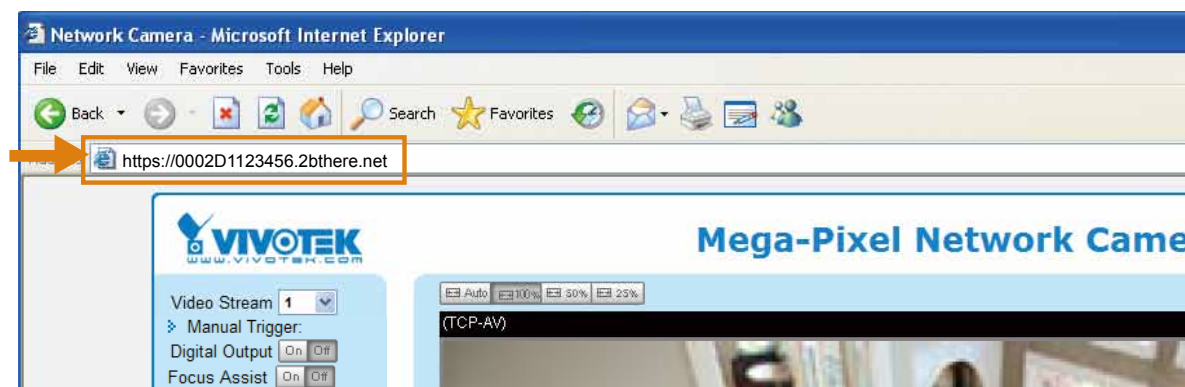 Network Camera - Microsoft Internet Explorer
File Edit View Favorites Tools Help
Back Search Favorites
https://0002D1123456.2bthere.net
VIVOTEK
www.vivotek.com
Mega-Pixel Network Came
Auto 100% 50% 25%
Video Stream 1
(TCP-AV)
Manual Trigger:
Digital Output On Off
Focus Assist On Off